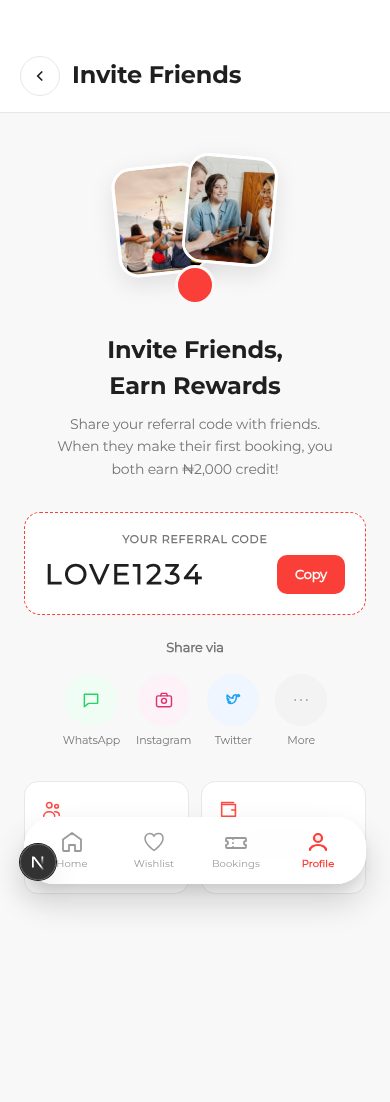 Invite Friends
Invite Friends,
Earn Rewards
Share your referral code with friends.
When they make their first booking, you
both earn ₦2,000 credit!
YOUR REFERRAL CODE
LOVE1234
Copy
Share via
WhatsApp
Instagram
Twitter
More
Home
Wishlist
Bookings
Profile
N